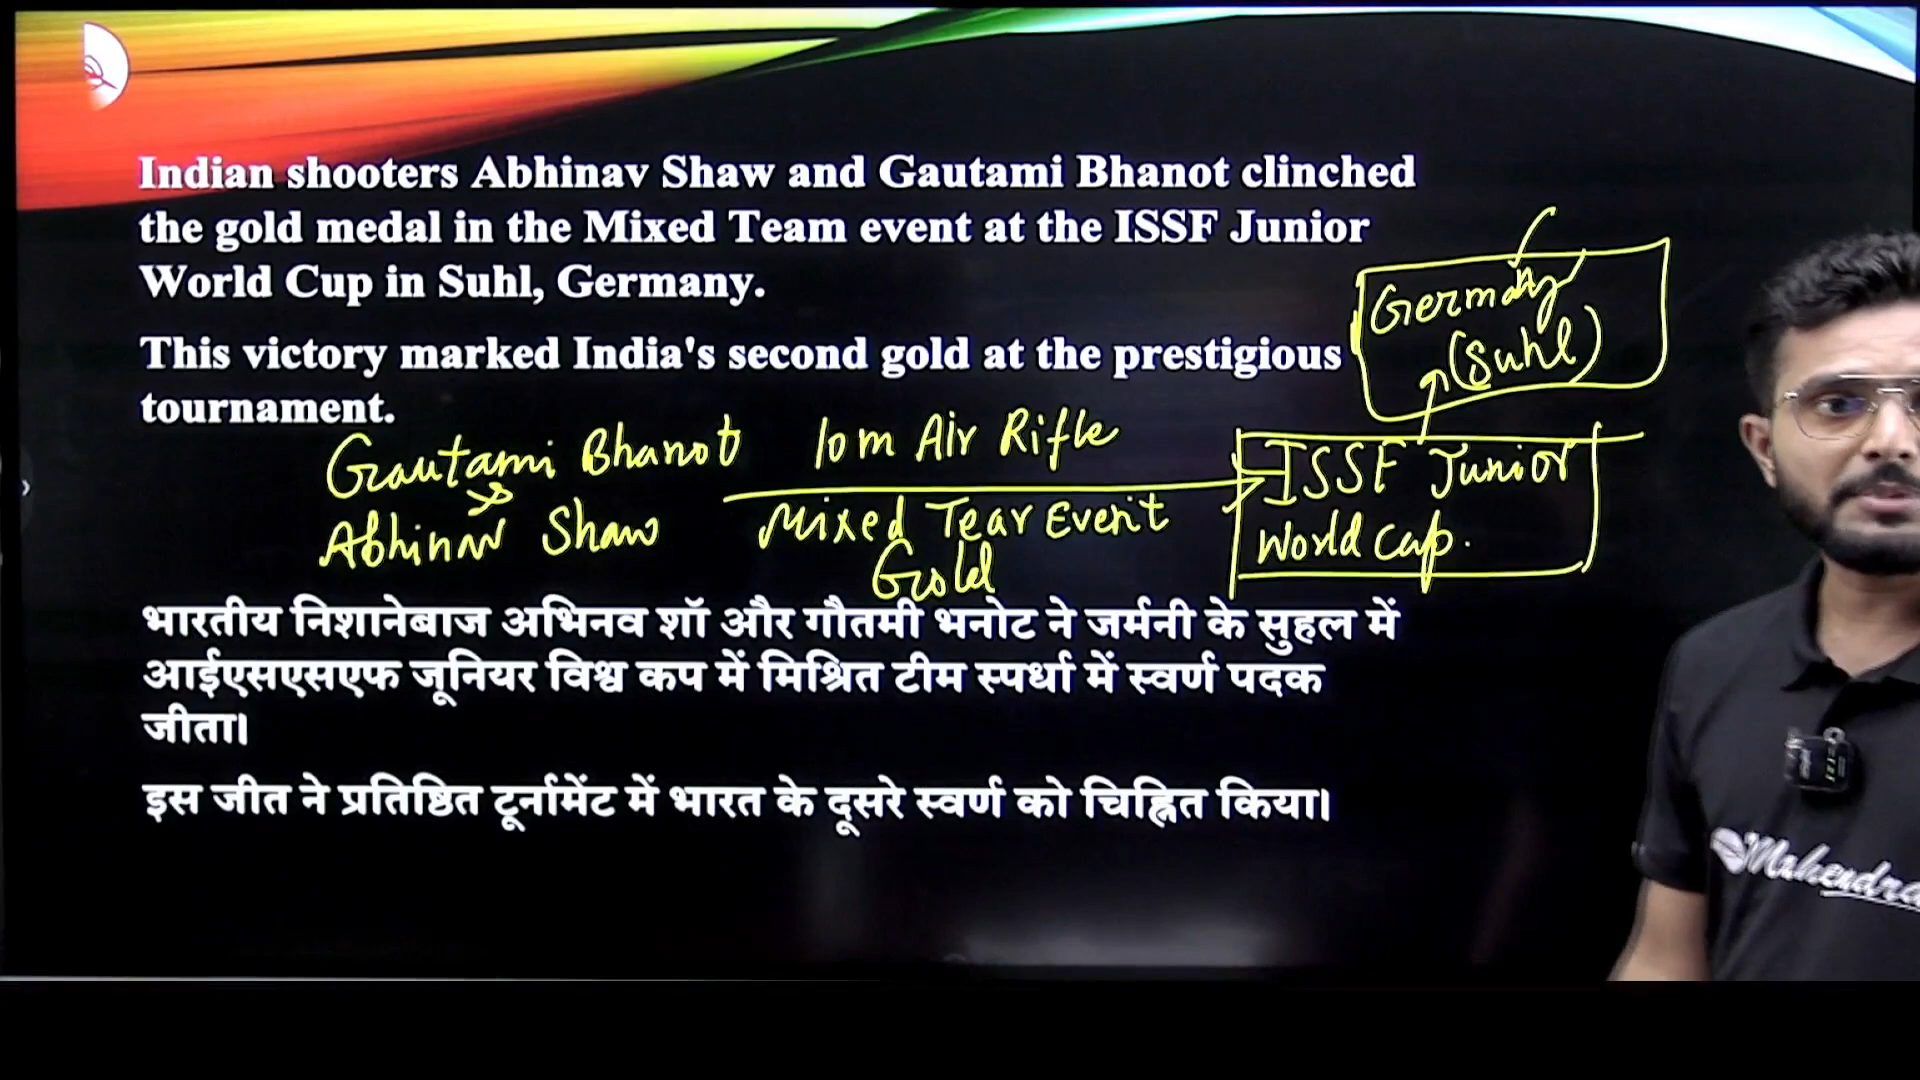 Indian shooters Abhinav Shaw and Gautami Bhanot clinched
the gold medal in the Mixed Team event at the ISSF Junior
World Cup in Suhl, Germany.
Germany
(Suhl)
This victory marked India's second gold at the prestigious
tournament.
Gautami Bhanot 10m Air Rifle
ISSF Junior
Abhinav Shaw
Mixed Team Event
World Cup.
Gold
भारतीय निशानेबाज अभिनव शॉ और गौतमी भनोट ने जर्मनी के सुहल में
आईएसएसएफ जूनियर विश्व कप में मिश्रित टीम स्पर्धा में स्वर्ण पदक
जीता।
इस जीत ने प्रतिष्ठित टूर्नामेंट में भारत के दूसरे स्वर्ण को चिह्नित किया।
Mahendra